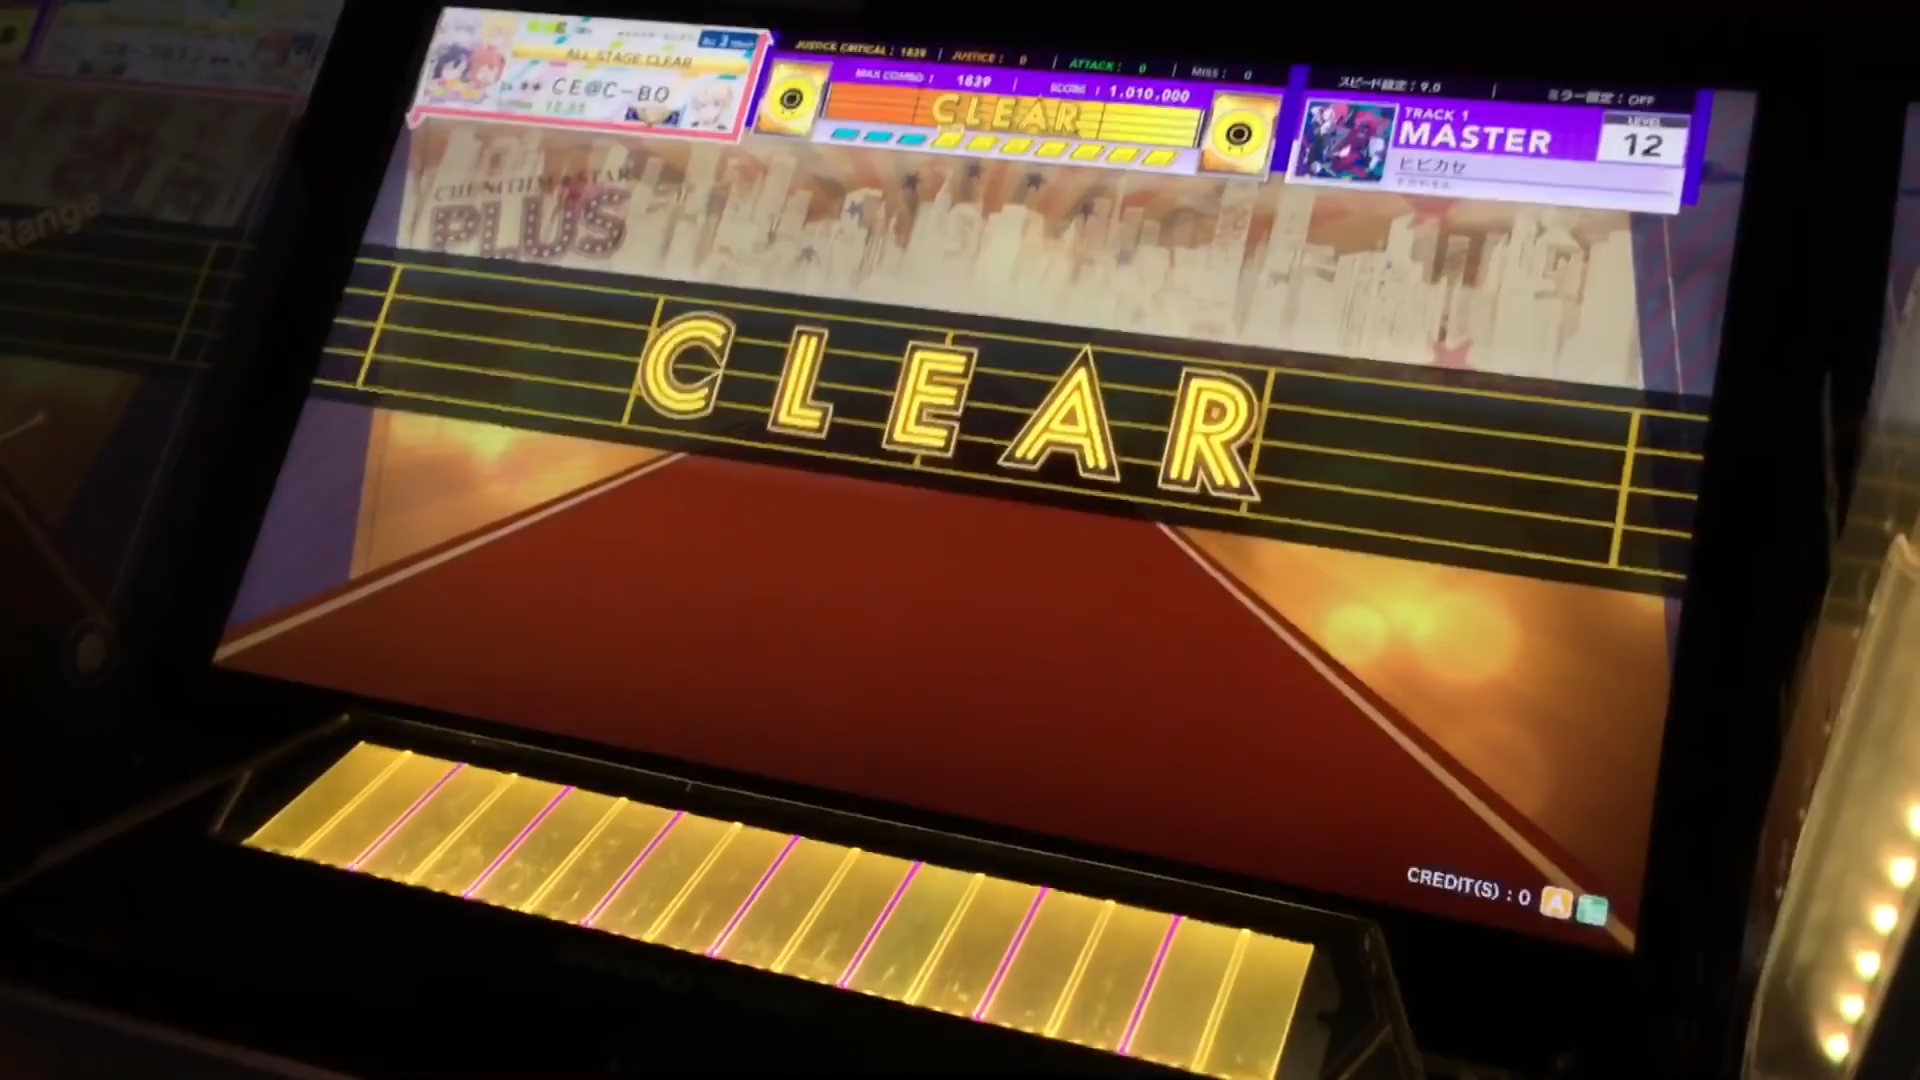 ALL STAGE CLEAR
CE@C-BO
JUSTICE CRITICAL : 1839 | JUSTICE : 0 | ATTACK : 0 | MISS : 0
MAX COMBO : 1839 | SCORE : 1,010,000
CLEAR
スピード設定 : 9.0 | ミラー設定 : OFF
TRACK 1
MASTER
LEVEL
12
ヒビカセ
PLUS
Range
CLEAR
CREDIT(S) : 0
A